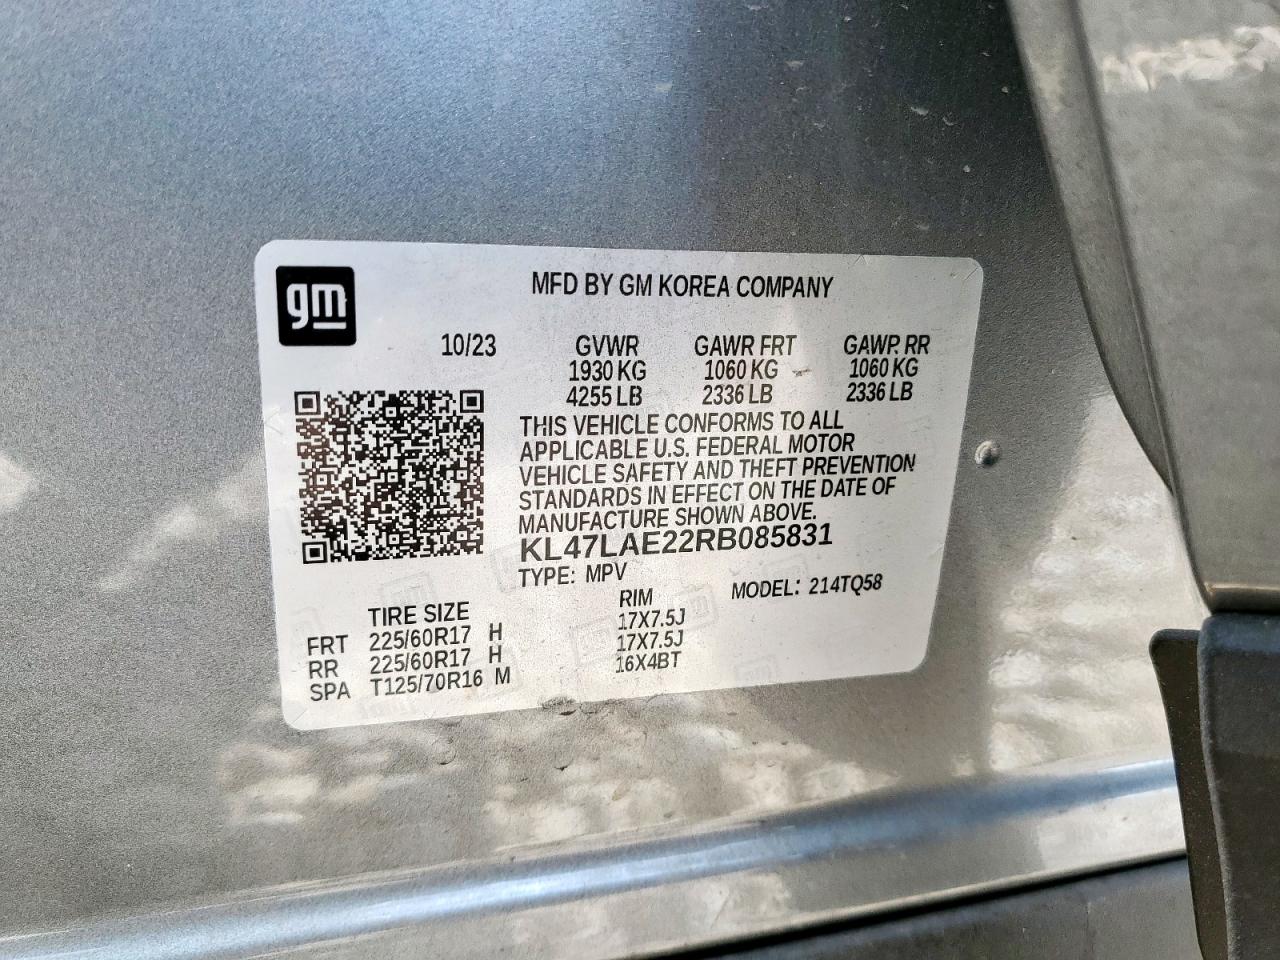 gm
MFD BY GM KOREA COMPANY
10/23 GVWR GAWR FRT GAWR RR
1930 KG 1060 KG 1060 KG
4255 LB 2336 LB 2336 LB
THIS VEHICLE CONFORMS TO ALL
APPLICABLE U.S. FEDERAL MOTOR
VEHICLE SAFETY AND THEFT PREVENTION
STANDARDS IN EFFECT ON THE DATE OF
MANUFACTURE SHOWN ABOVE.
KL47LAE22RB085831
TYPE: MPV MODEL: 214TQ58
TIRE SIZE RIM
FRT 225/60R17 H 17X7.5J
RR 225/60R17 H 17X7.5J
SPA T125/70R16 M 16X4BT